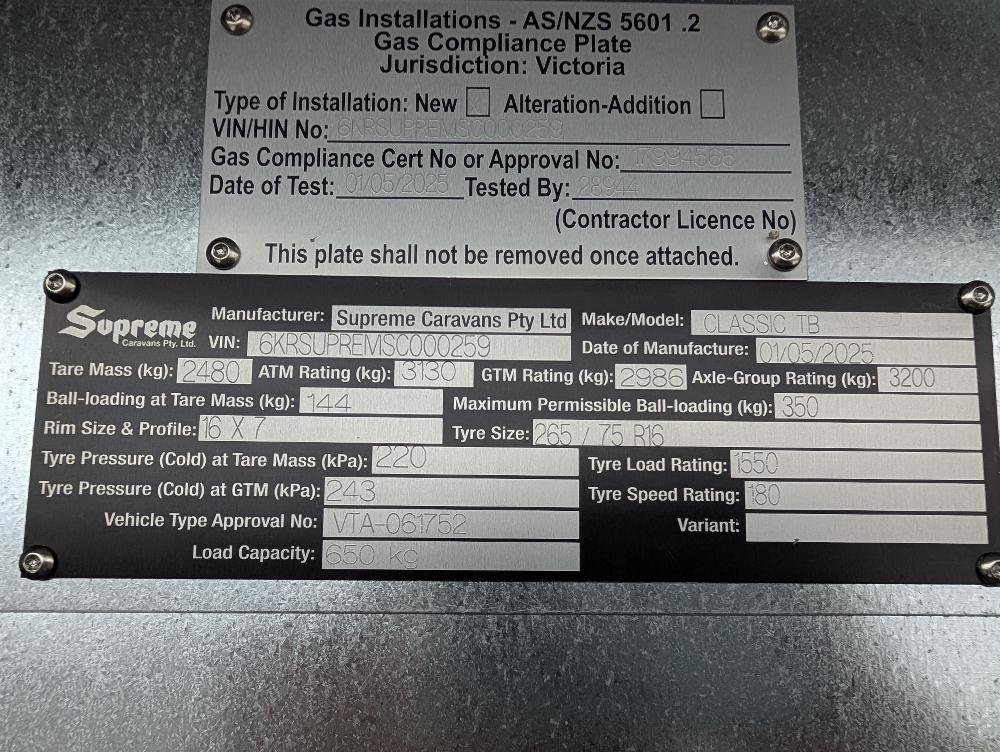 Gas Installations - AS/NZS 5601 .2
Gas Compliance Plate
Jurisdiction: Victoria
Type of Installation: New Alteration-Addition
VIN/HIN No: 6KRSUPREMSC000259
Gas Compliance Cert No or Approval No: 17994565
Date of Test: 01/05/2025 Tested By: 28944
(Contractor Licence No)
This plate shall not be removed once attached.
Supreme
Caravans Pty. Ltd.
Manufacturer: Supreme Caravans Pty Ltd Make/Model: CLASSIC TB
VIN: 6KRSUPREMSC000259 Date of Manufacture: 01/05/2025
Tare Mass (kg): 2480 ATM Rating (kg): 3130 GTM Rating (kg): 2986 Axle-Group Rating (kg): 3200
Ball-loading at Tare Mass (kg): 144 Maximum Permissible Ball-loading (kg): 350
Rim Size & Profile: 16 X 7 Tyre Size: 265 / 75 R16
Tyre Pressure (Cold) at Tare Mass (kPa): 220 Tyre Load Rating: 1550
Tyre Pressure (Cold) at GTM (kPa): 243 Tyre Speed Rating: 180
Vehicle Type Approval No: VTA-061752 Variant:
Load Capacity: 650 kg